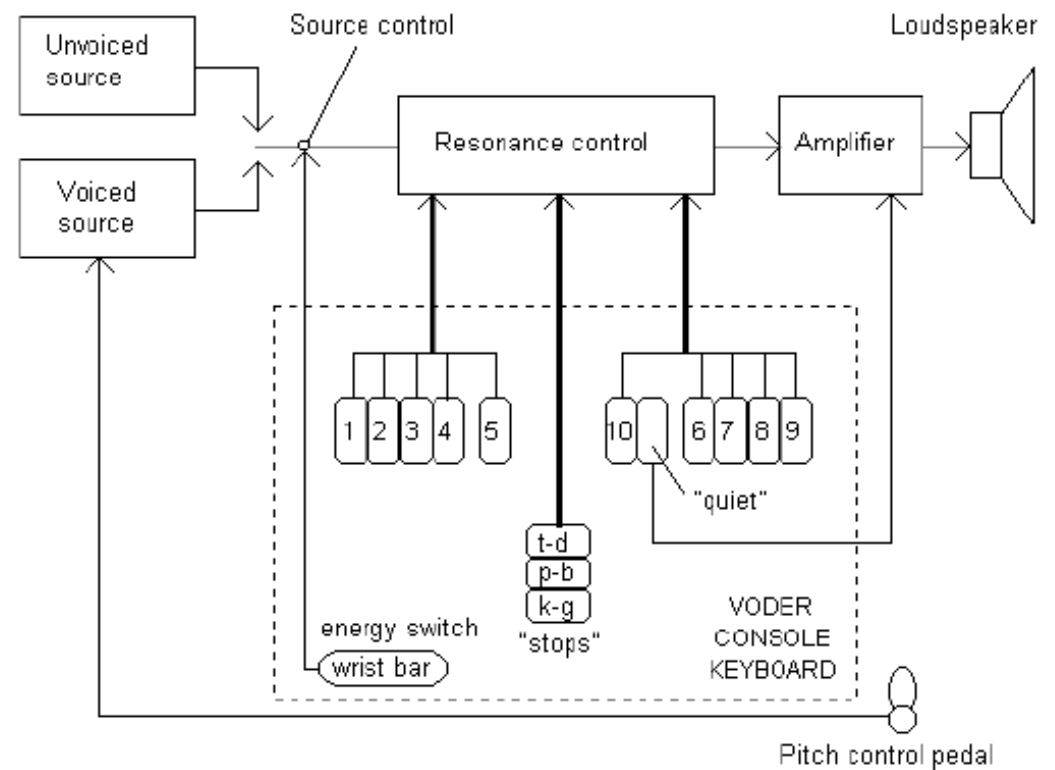 Unvoiced
source
Source control
Loudspeaker
Resonance control
Amplifier
Voiced
source
1 2 3 4 5
10 6 7 8 9
"quiet"
t-d
p-b
k-g
"stops"
energy switch
wrist bar
VODER
CONSOLE
KEYBOARD
Pitch control pedal